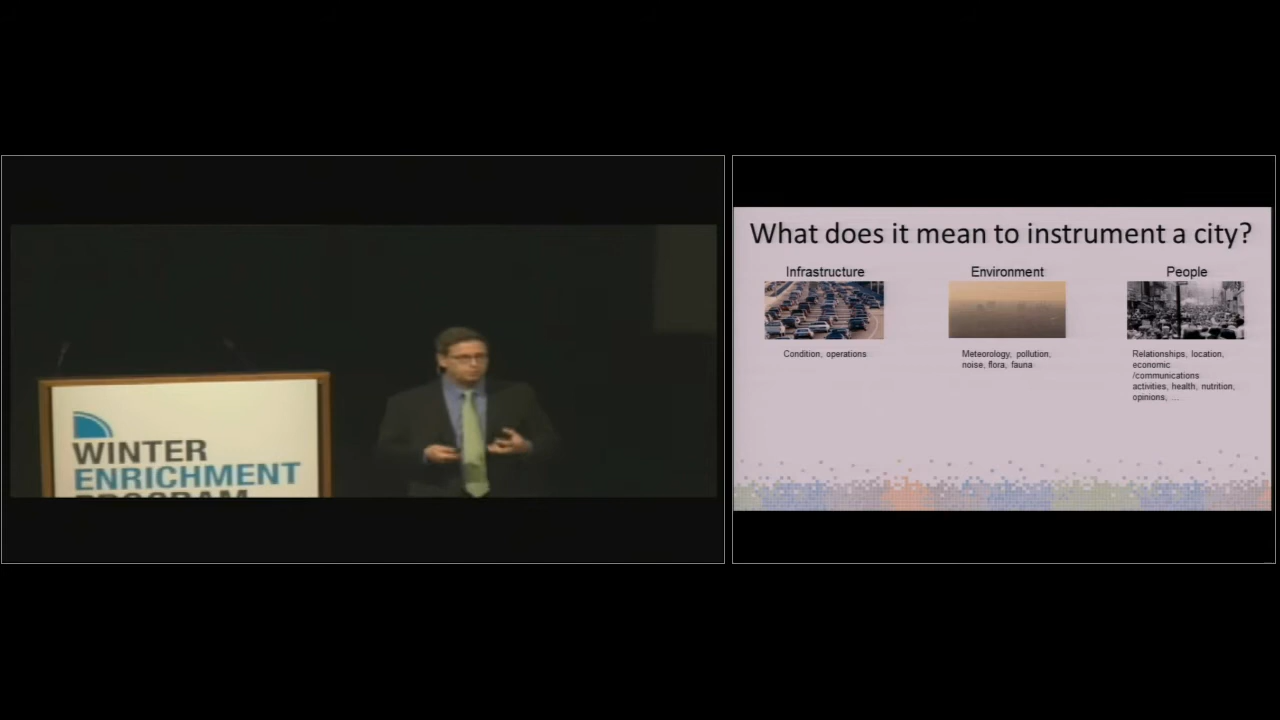 WINTER
ENRICHMENT
PROGRAM
What does it mean to instrument a city?
Infrastructure
Environment
People
Condition, operations
Meteorology, pollution,
noise, flora, fauna
Relationships, location,
economic
/communications
activities, health, nutrition,
opinions, ...